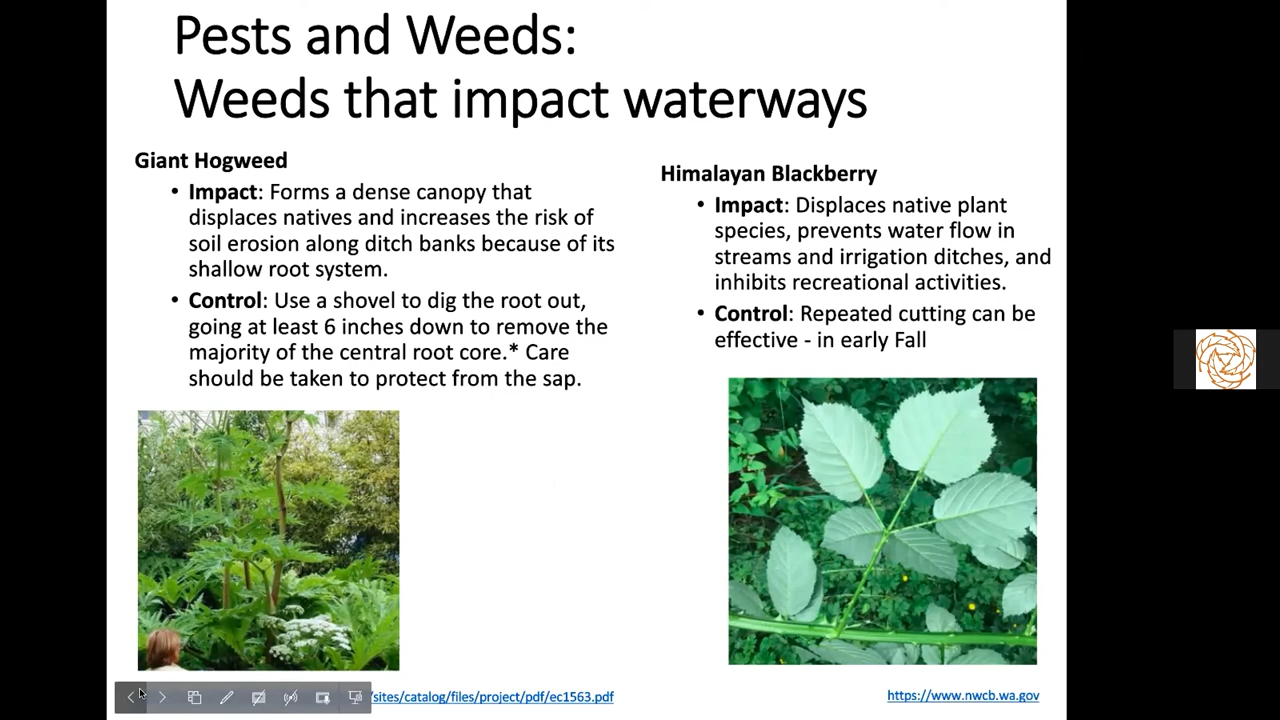 Pests and Weeds:
Weeds that impact waterways
Giant Hogweed
• Impact: Forms a dense canopy that
displaces natives and increases the risk of
soil erosion along ditch banks because of its
shallow root system.
• Control: Use a shovel to dig the root out,
going at least 6 inches down to remove the
majority of the central root core.* Care
should be taken to protect from the sap.
Himalayan Blackberry
• Impact: Displaces native plant
species, prevents water flow in
streams and irrigation ditches, and
inhibits recreational activities.
• Control: Repeated cutting can be
effective - in early Fall
/sites/catalog/files/project/pdf/ec1563.pdf
https://www.nwcb.wa.gov